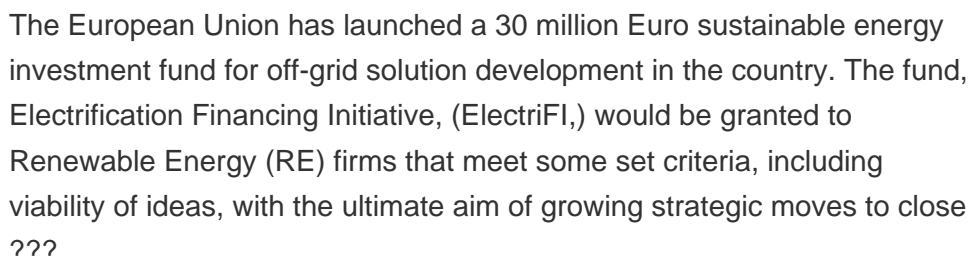 The European Union has launched a 30 million Euro sustainable energy
investment fund for off-grid solution development in the country. The fund,
Electrification Financing Initiative, (ElectriFI,) would be granted to
Renewable Energy (RE) firms that meet some set criteria, including
viability of ideas, with the ultimate aim of growing strategic moves to close
???